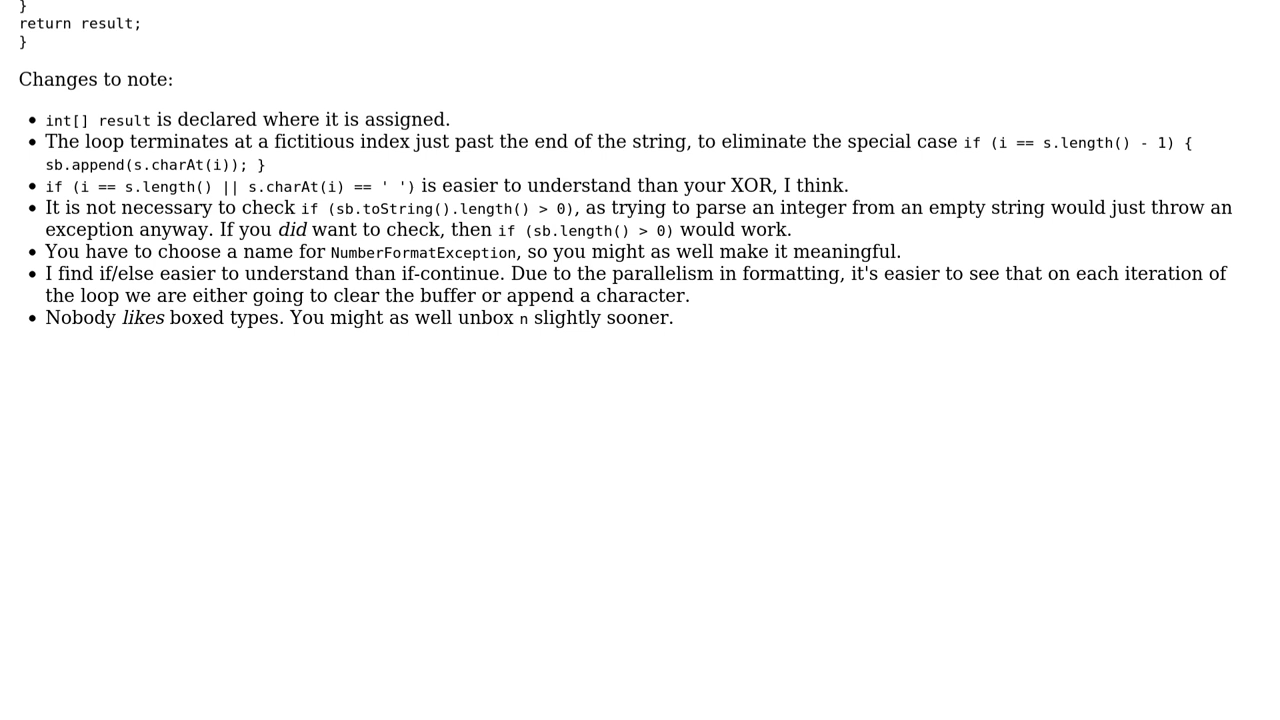 }
return result;
}
Changes to note:
• int[] result is declared where it is assigned.
• The loop terminates at a fictitious index just past the end of the string, to eliminate the special case if (i == s.length() - 1) {
sb.append(s.charAt(i)); }
• if (i == s.length() || s.charAt(i) == ' ') is easier to understand than your XOR, I think.
• It is not necessary to check if (sb.toString().length() > 0), as trying to parse an integer from an empty string would just throw an
exception anyway. If you did want to check, then if (sb.length() > 0) would work.
• You have to choose a name for NumberFormatException, so you might as well make it meaningful.
• I find if/else easier to understand than if-continue. Due to the parallelism in formatting, it's easier to see that on each iteration of
the loop we are either going to clear the buffer or append a character.
• Nobody likes boxed types. You might as well unbox n slightly sooner.